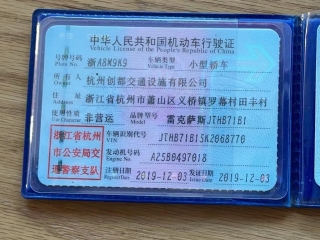 中华人民共和国机动车行驶证
Vehicle License of the People's Republic of China
号牌号码 Plate No. 浙A8M9K9 车辆类型 Vehicle Type 小型轿车
所有人 Owner 杭州创都交通设施有限公司
住址 Address 浙江省杭州市萧山区义桥镇罗幕村田丰村
使用性质 Use Character 非营运 品牌型号 Model 雷克萨斯JTHB71B1
浙江省杭州 车辆识别代号 VIN JTHB71B15K2068770
市公安局交 发动机号码 Engine No. A25B0497018
通警察支队 注册日期 Register Date 2019-12-03 发证日期 Issue Date 2019-12-03